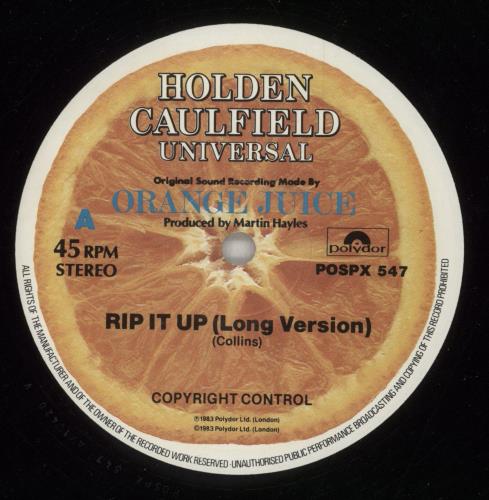 HOLDEN
CAULFIELD
UNIVERSAL
Original Sound Recording Made By
ORANGE JUICE
Produced by Martin Hayles
A
45 RPM
STEREO
polydor
POSPX 547
RIP IT UP (Long Version)
(Collins)
COPYRIGHT CONTROL
℗1983 Polydor Ltd. (London)
©1983 Polydor Ltd. (London)
ALL RIGHTS OF THE MANUFACTURER AND OF THE OWNER OF THE RECORDED WORK RESERVED · UNAUTHORISED PUBLIC PERFORMANCE BROADCASTING AND COPYING OF THIS RECORD PROHIBITED